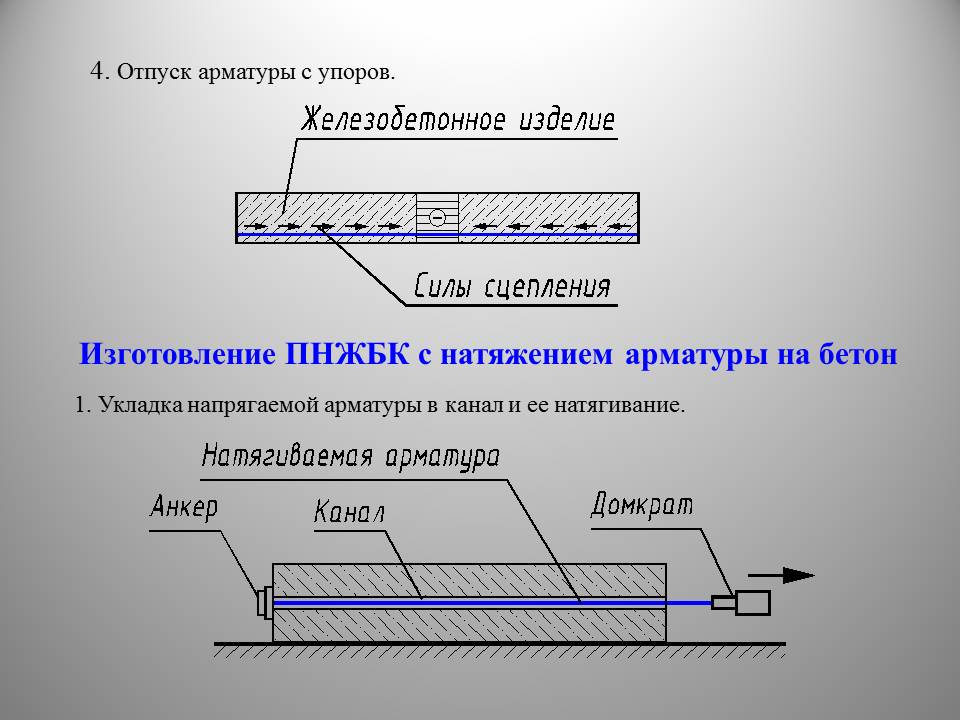 4. Отпуск арматуры с упоров.
Железобетонное изделие
Силы сцепления
Изготовление ПНЖБК с натяжением арматуры на бетон
1. Укладка напрягаемой арматуры в канал и ее натягивание.
Натягиваемая арматура
Анкер
Канал
Домкрат